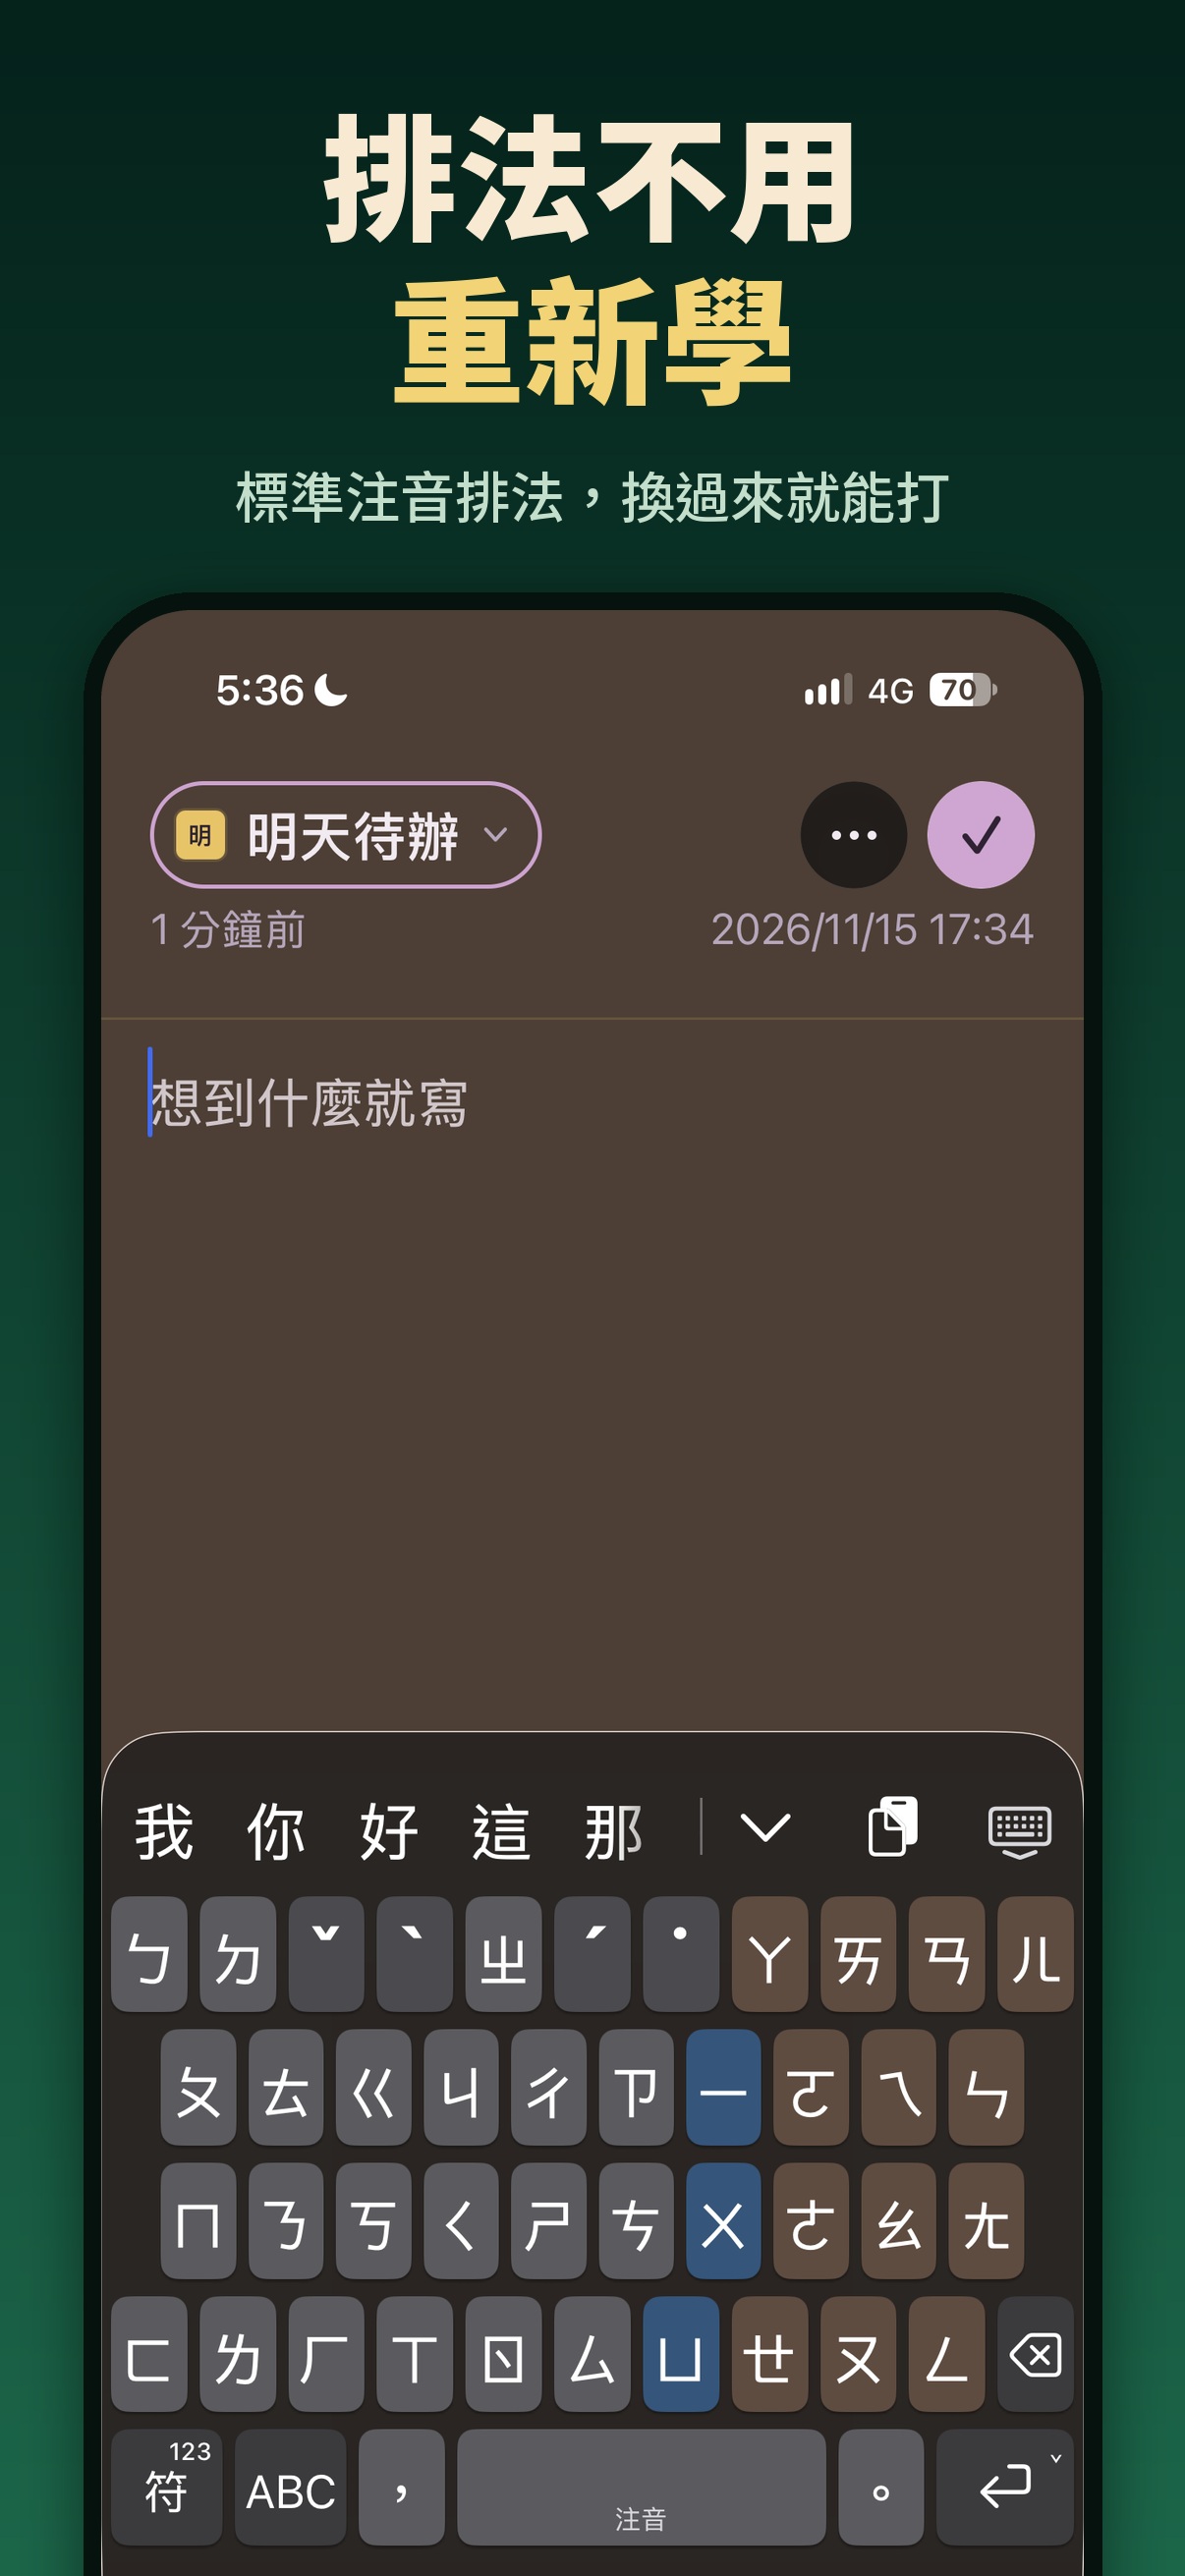 排法不用
重新學
標準注音排法，換過來就能打
5:36 4G 70
明 明天待辦
1 分鐘前 2026/11/15 17:34
想到什麼就寫
我 你 好 這 那
ㄅ ㄉ ˇ ˋ ㄓ ˊ ˙ ㄚ ㄞ ㄢ ㄦ
ㄆ ㄊ ㄍ ㄐ ㄔ ㄗ ㄧ ㄛ ㄟ ㄣ
ㄇ ㄋ ㄎ ㄑ ㄕ ㄘ ㄨ ㄜ ㄠ ㄤ
ㄈ ㄌ ㄏ ㄒ ㄖ ㄙ ㄩ ㄝ ㄡ ㄥ
123
符 ABC ， 注音 。